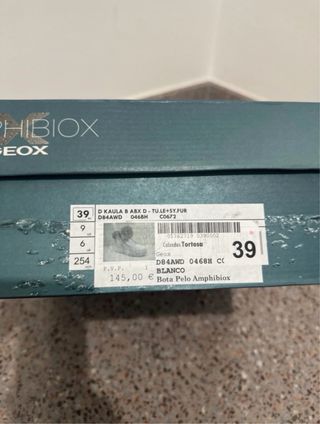 PHIBIOX
GEOX
39
9
6
254
D KAULA B ABX D - TU.LE+SY.FUR
D84AWD 0468H C0672
Calzados Tortosa
Geox
39
D84AWD 0468H C0
BLANCO
Bota Pelo Amphibiox
P.V.P.
145,00 €